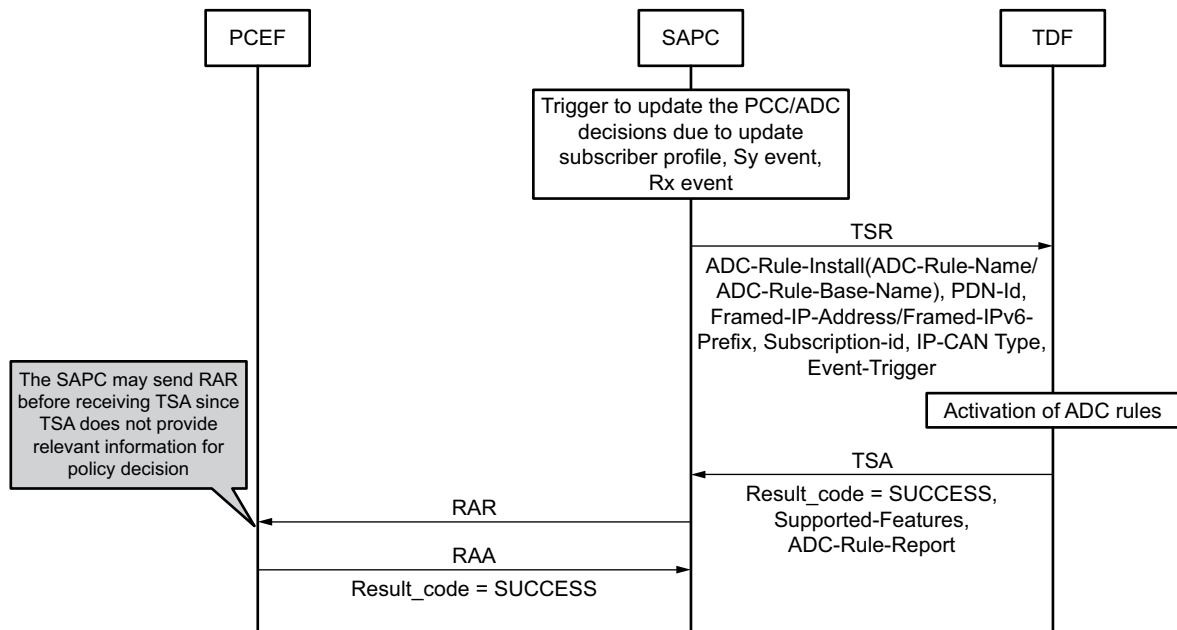 PCEF
SAPC
TDF
Trigger to update the PCC/ADC
decisions due to update
subscriber profile, Sy event,
Rx event
TSR
ADC-Rule-Install(ADC-Rule-Name/
ADC-Rule-Base-Name), PDN-Id,
Framed-IP-Address/Framed-IPv6-
Prefix, Subscription-id, IP-CAN Type,
Event-Trigger
The SAPC may send RAR
before receiving TSA since
TSA does not provide
relevant information for
policy decision
Activation of ADC rules
TSA
Result_code = SUCCESS,
Supported-Features,
ADC-Rule-Report
RAR
RAA
Result_code = SUCCESS